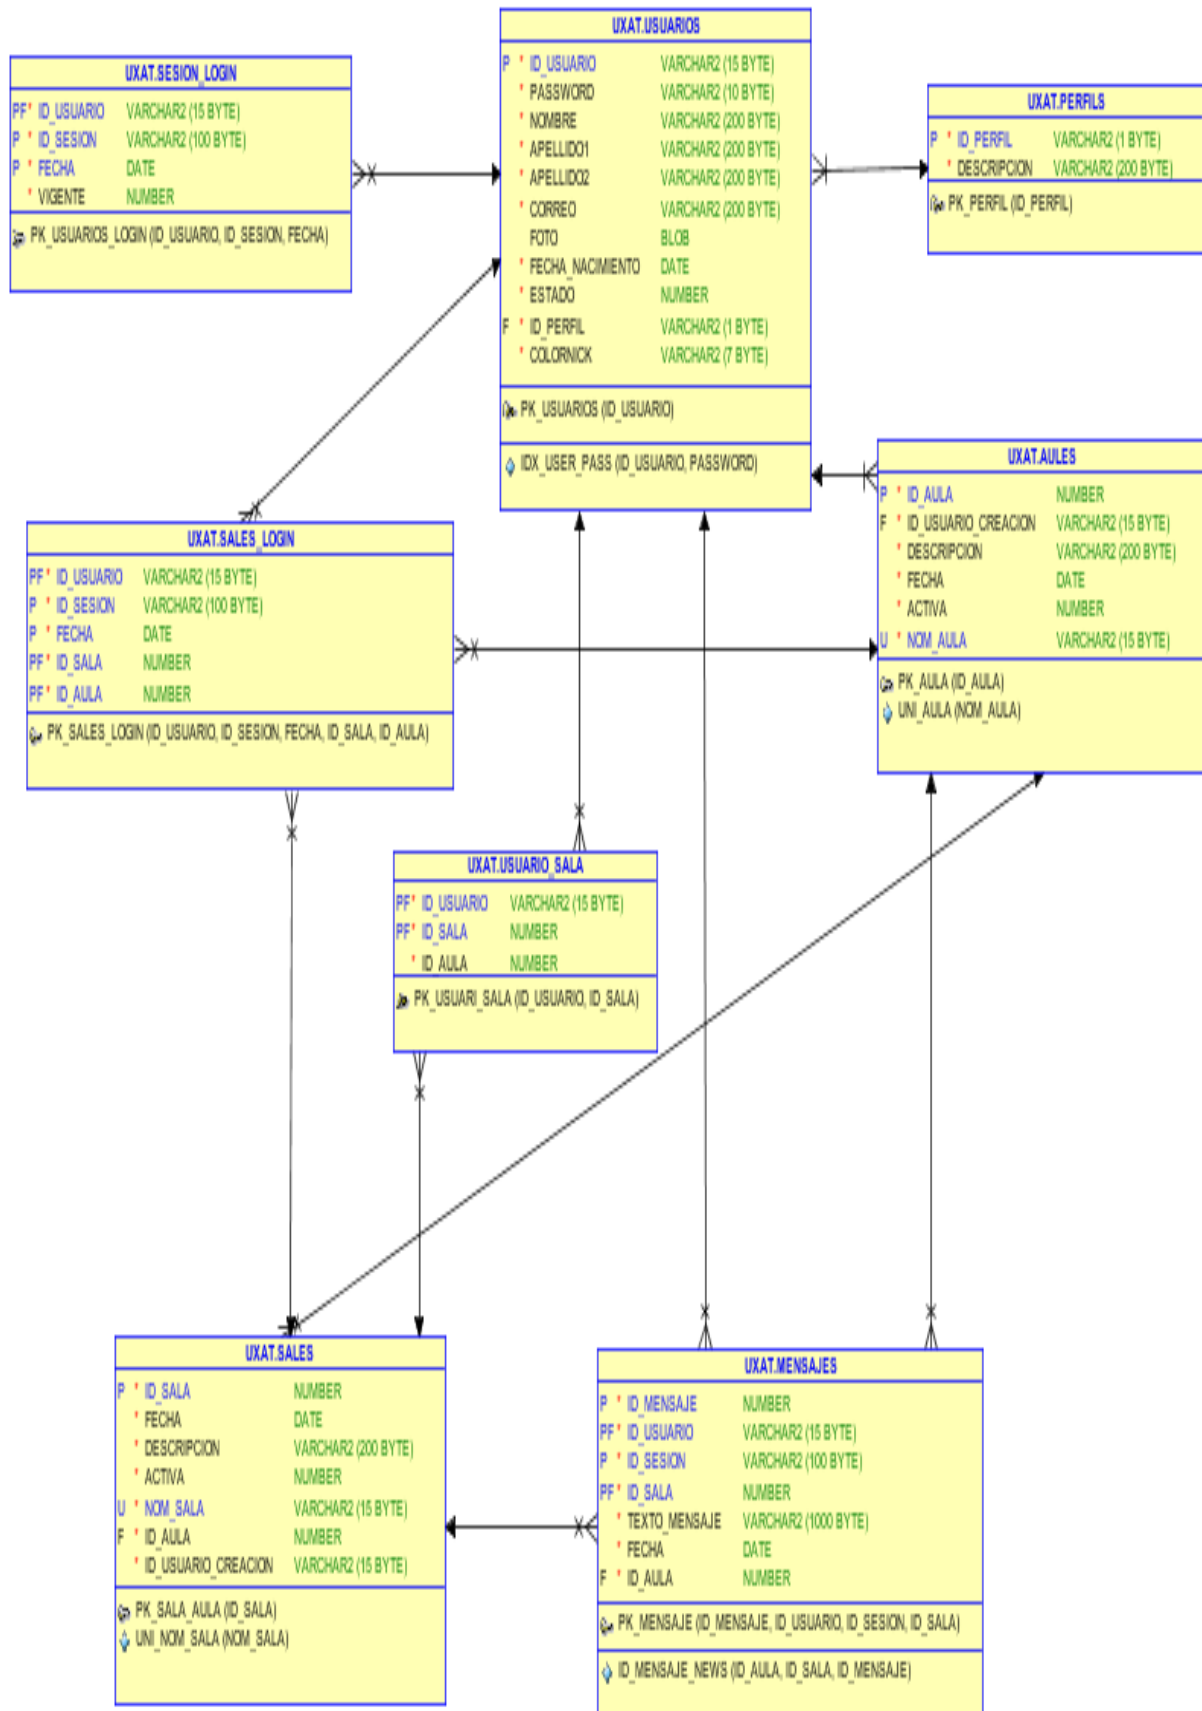 UXAT.SESION_LOGIN
PF * ID_USUARIO VARCHAR2 (15 BYTE)
P * ID_SESION VARCHAR2 (100 BYTE)
P * FECHA DATE
* VIGENTE NUMBER
PK_USUARIOS_LOGIN (ID_USUARIO, ID_SESION, FECHA)
UXAT.USUARIOS
P * ID_USUARIO VARCHAR2 (15 BYTE)
* PASSWORD VARCHAR2 (10 BYTE)
* NOMBRE VARCHAR2 (200 BYTE)
* APELLIDO1 VARCHAR2 (200 BYTE)
* APELLIDO2 VARCHAR2 (200 BYTE)
* CORREO VARCHAR2 (200 BYTE)
FOTO BLOB
* FECHA_NACIMIENTO DATE
* ESTADO NUMBER
F * ID_PERFIL VARCHAR2 (1 BYTE)
* COLORNICK VARCHAR2 (7 BYTE)
PK_USUARIOS (ID_USUARIO)
IDX_USER_PASS (ID_USUARIO, PASSWORD)
UXAT.PERFILS
P * ID_PERFIL VARCHAR2 (1 BYTE)
* DESCRIPCION VARCHAR2 (200 BYTE)
PK_PERFIL (ID_PERFIL)
UXAT.AULES
P * ID_AULA NUMBER
F * ID_USUARIO_CREACION VARCHAR2 (15 BYTE)
* DESCRIPCION VARCHAR2 (200 BYTE)
* FECHA DATE
* ACTIVA NUMBER
U * NOM_AULA VARCHAR2 (15 BYTE)
PK_AULA (ID_AULA)
UNI_AULA (NOM_AULA)
UXAT.SALES_LOGIN
PF * ID_USUARIO VARCHAR2 (15 BYTE)
P * ID_SESION VARCHAR2 (100 BYTE)
P * FECHA DATE
PF * ID_SALA NUMBER
PF * ID_AULA NUMBER
PK_SALES_LOGIN (ID_USUARIO, ID_SESION, FECHA, ID_SALA, ID_AULA)
UXAT.USUARIO_SALA
PF * ID_USUARIO VARCHAR2 (15 BYTE)
PF * ID_SALA NUMBER
* ID_AULA NUMBER
PK_USUARI_SALA (ID_USUARIO, ID_SALA)
UXAT.SALES
P * ID_SALA NUMBER
* FECHA DATE
* DESCRIPCION VARCHAR2 (200 BYTE)
* ACTIVA NUMBER
U * NOM_SALA VARCHAR2 (15 BYTE)
F * ID_AULA NUMBER
* ID_USUARIO_CREACION VARCHAR2 (15 BYTE)
PK_SALA_AULA (ID_SALA)
UNI_NOM_SALA (NOM_SALA)
UXAT.MENSAJES
P * ID_MENSAJE NUMBER
PF * ID_USUARIO VARCHAR2 (15 BYTE)
P * ID_SESION VARCHAR2 (100 BYTE)
PF * ID_SALA NUMBER
* TEXTO_MENSAJE VARCHAR2 (1000 BYTE)
* FECHA DATE
F * ID_AULA NUMBER
PK_MENSAJE (ID_MENSAJE, ID_USUARIO, ID_SESION, ID_SALA)
ID_MENSAJE_NEWS (ID_AULA, ID_SALA, ID_MENSAJE)